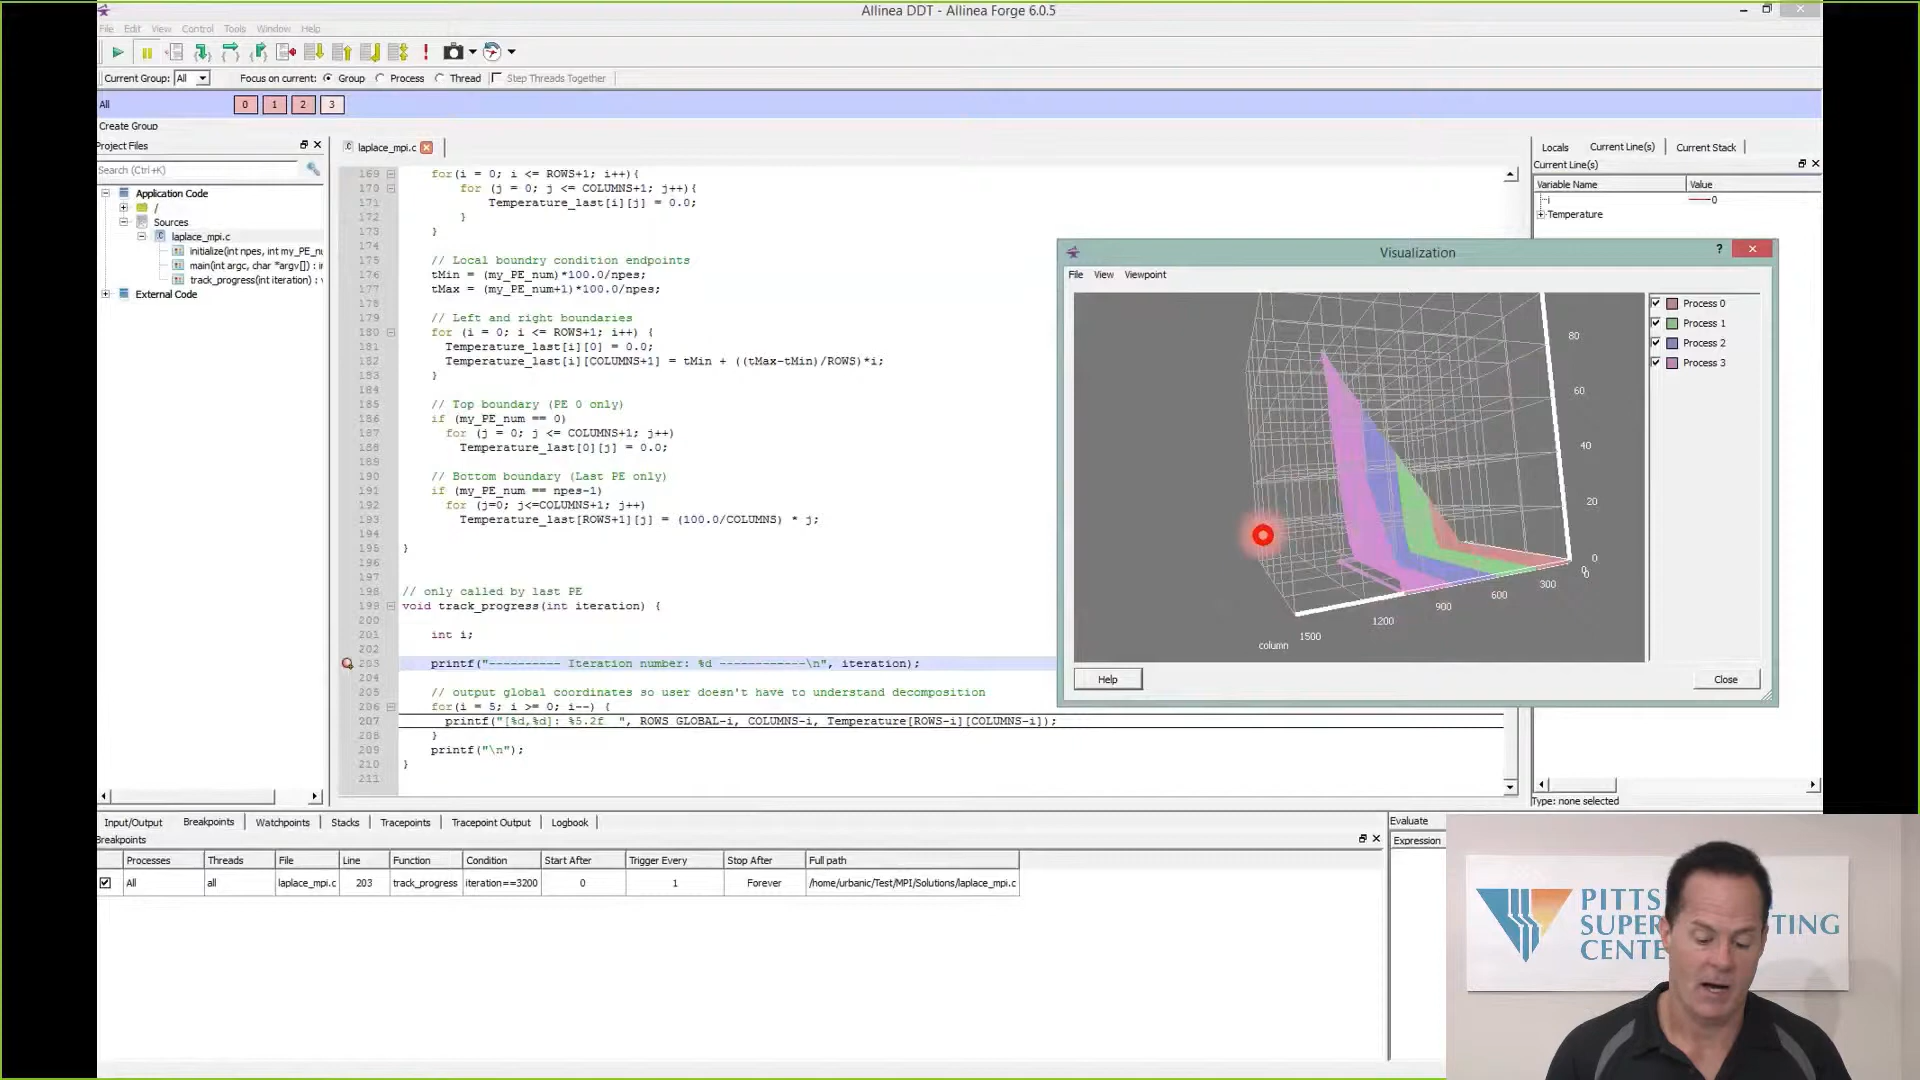 Allinea DDT - Allinea Forge 6.0.5
File Edit View Control Tools Window Help
Current Group: All Focus on current: Group Process Thread Step Threads Together
All 0 1 2 3
Create Group
Project Files
Search (Ctrl+K)
Application Code
/
Sources
laplace_mpi.c
initialize(int npes, int my_PE_nu
main(int argc, char *argv[]) : i
track_progress(int iteration) : v
External Code
laplace_mpi.c
169 for(i = 0; i <= ROWS+1; i++){
170 for (j = 0; j <= COLUMNS+1; j++){
171 Temperature_last[i][j] = 0.0;
172 }
173 }
174
175 // Local boundry condition endpoints
176 tMin = (my_PE_num)*100.0/npes;
177 tMax = (my_PE_num+1)*100.0/npes;
178
179 // Left and right boundaries
180 for (i = 0; i <= ROWS+1; i++) {
181 Temperature_last[i][0] = 0.0;
182 Temperature_last[i][COLUMNS+1] = tMin + ((tMax-tMin)/ROWS)*i;
183 }
184
185 // Top boundary (PE 0 only)
186 if (my_PE_num == 0)
187 for (j = 0; j <= COLUMNS+1; j++)
188 Temperature_last[0][j] = 0.0;
189
190 // Bottom boundary (Last PE only)
191 if (my_PE_num == npes-1)
192 for (j=0; j<=COLUMNS+1; j++)
193 Temperature_last[ROWS+1][j] = (100.0/COLUMNS) * j;
194
195 }
196
197
198 // only called by last PE
199 void track_progress(int iteration) {
200
201 int i;
202
203 printf("---------- Iteration number: %d ------------\n", iteration);
204
205 // output global coordinates so user doesn't have to understand decomposition
206 for(i = 5; i >= 0; i--) {
207 printf("[%d,%d]: %5.2f  ", ROWS_GLOBAL-i, COLUMNS-i, Temperature[ROWS-i][COLUMNS-i]);
208 }
209 printf("\n");
210 }
211
Locals Current Line(s) Current Stack
Current Line(s)
Variable Name Value
i 0
Temperature
Type: none selected
Visualization
File View Viewpoint
80
60
40
20
0
0
0
300
600
900
1200
1500
column
Process 0
Process 1
Process 2
Process 3
Help Close
Input/Output Breakpoints Watchpoints Stacks Tracepoints Tracepoint Output Logbook
Breakpoints
Processes Threads File Line Function Condition Start After Trigger Every Stop After Full path
All all laplace_mpi.c 203 track_progress iteration==3200 0 1 Forever /home/urbanic/Test/MPI/Solutions/laplace_mpi.c
Evaluate
Expression
PITTS
SUPER TING
CENTE